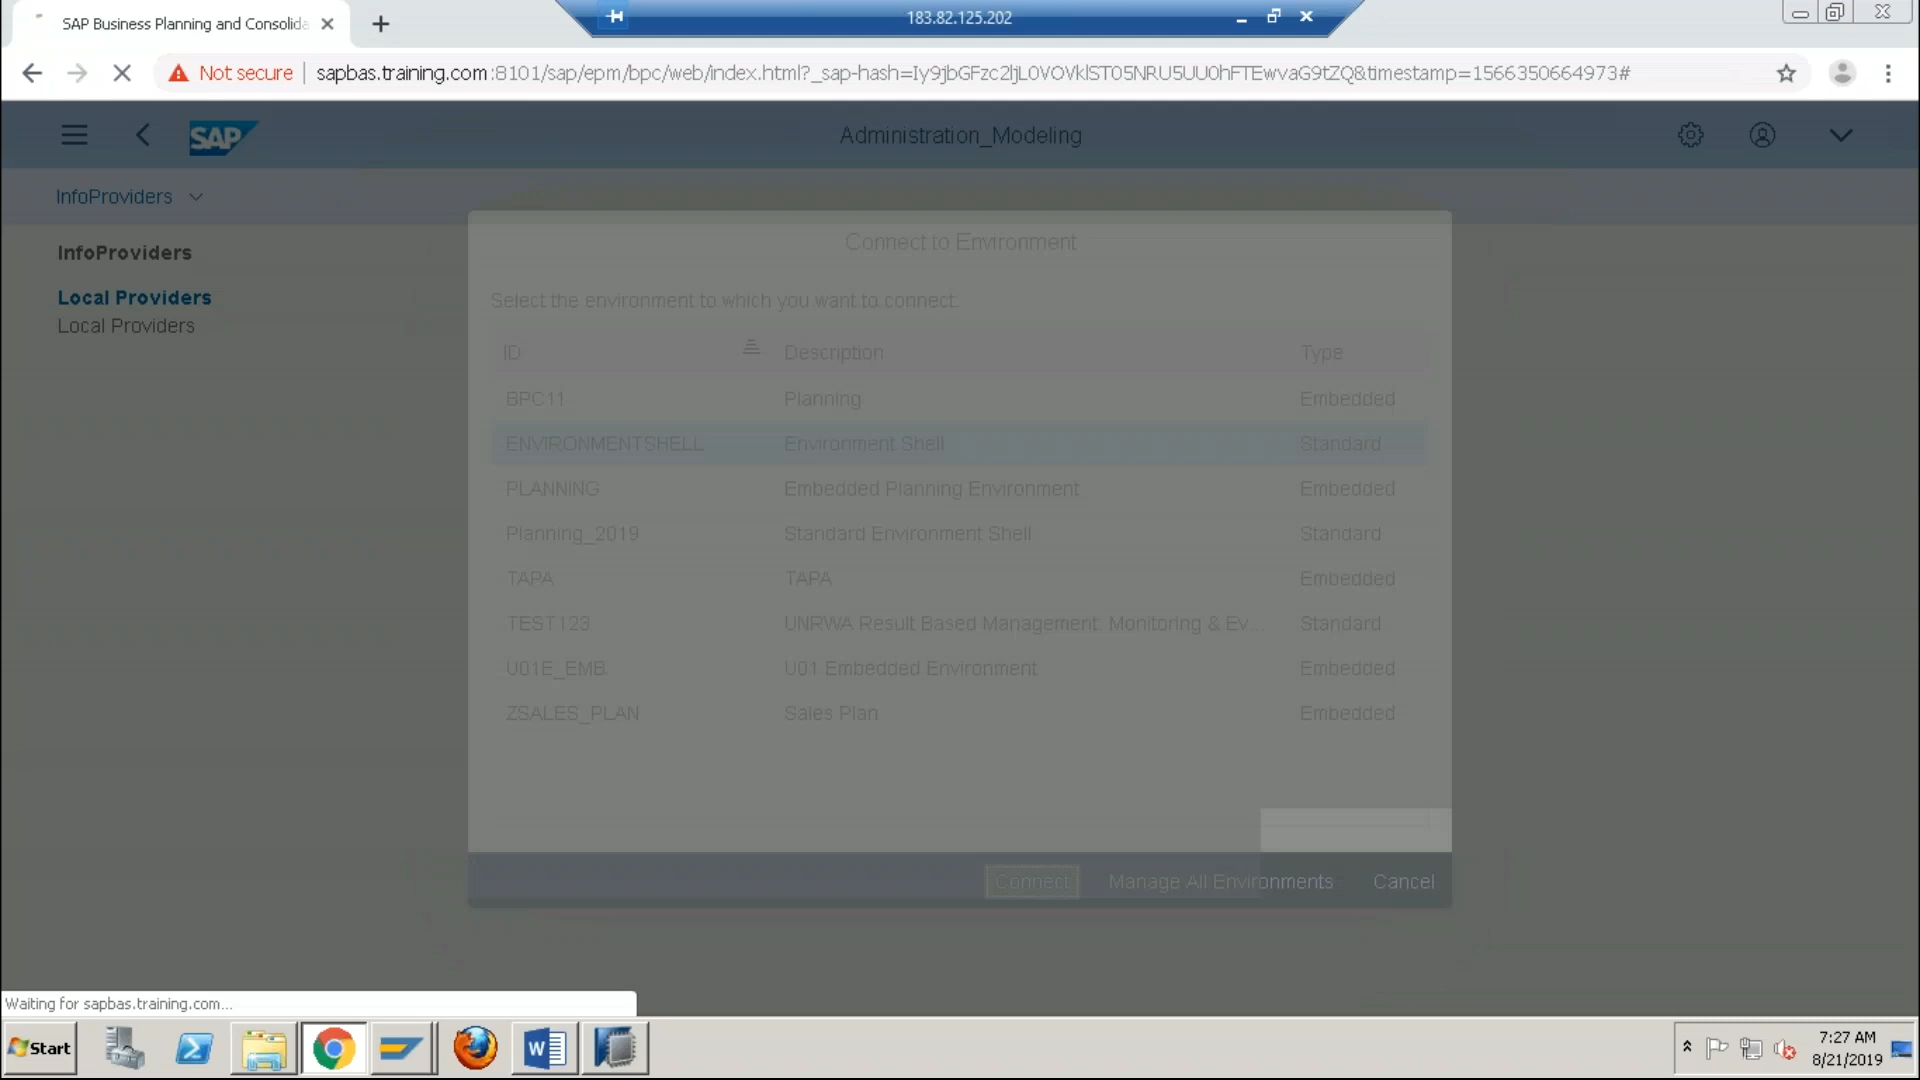 SAP Business Planning and Consolida
183.82.125.202
Not secure | sapbas.training.com:8101/sap/epm/bpc/web/index.html?_sap-hash=Iy9jbGFzc2ljL0VOVklST05NRU5UU0hFTEwvaG9tZQ&timestamp=1566350664973#
SAP
Administration_Modeling
InfoProviders
InfoProviders
Local Providers
Local Providers
Connect to Environment
Select the environment to which you want to connect:
ID Description Type
BPC11 Planning Embedded
ENVIRONMENTSHELL Environment Shell Standard
PLANNING Embedded Planning Environment Embedded
Planning_2019 Standard Environment Shell Standard
TAPA TAPA Embedded
TEST123 UNRWA Result Based Management: Monitoring & Ev... Standard
U01E_EMB U01 Embedded Environment Embedded
ZSALES_PLAN Sales Plan Embedded
Connect Manage All Environments Cancel
Waiting for sapbas.training.com...
Start
W
7:27 AM
8/21/2019